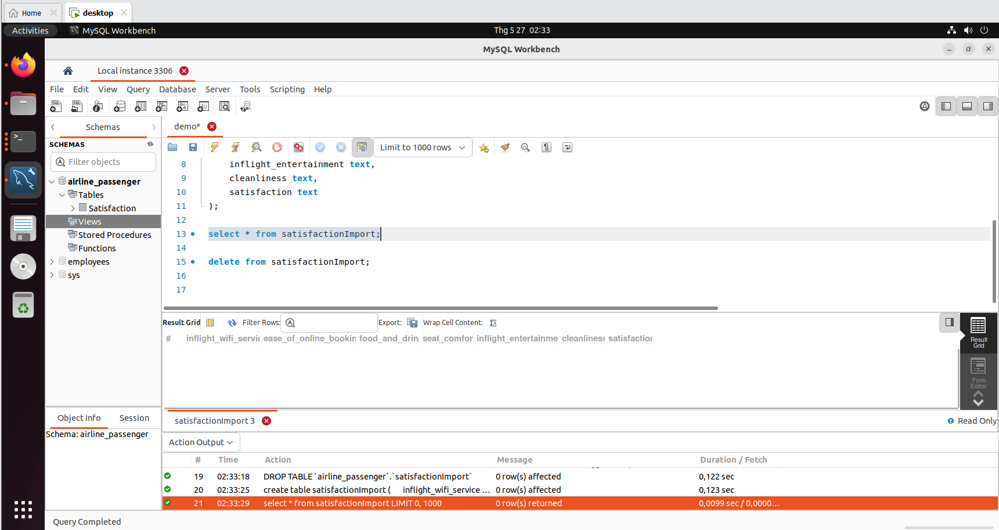 Home
desktop
Activities
MySQL Workbench
Thg 5 27 02:33
MySQL Workbench
Local instance 3306
File Edit View Query Database Server Tools Scripting Help
Schemas
demo*
SCHEMAS
Filter objects
Limit to 1000 rows
airline_passenger
Tables
Satisfaction
Views
Stored Procedures
Functions
employees
sys
8 inflight_entertainment text,
9 cleanliness text,
10 satisfaction text
11 );
12
13 select * from satisfactionImport;
14
15 delete from satisfactionImport;
16
17
Result Grid Filter Rows: Export: Wrap Cell Content:
# inflight_wifi_servic ease_of_online_bookin food_and_drin seat_comfor inflight_entertainme cleanliness satisfaction
Result
Grid
Form
Editor
Object Info Session
Schema: airline_passenger
satisfactionImport 3
Read Only
Action Output
# Time Action Message Duration / Fetch
19 02:33:18 DROP TABLE `airline_passenger`.`satisfactionImport` 0 row(s) affected 0,122 sec
20 02:33:25 create table satisfactionImport ( inflight_wifi_service ... 0 row(s) affected 0,123 sec
21 02:33:29 select * from satisfactionImport LIMIT 0, 1000 0 row(s) returned 0,0099 sec / 0,0000...
Query Completed